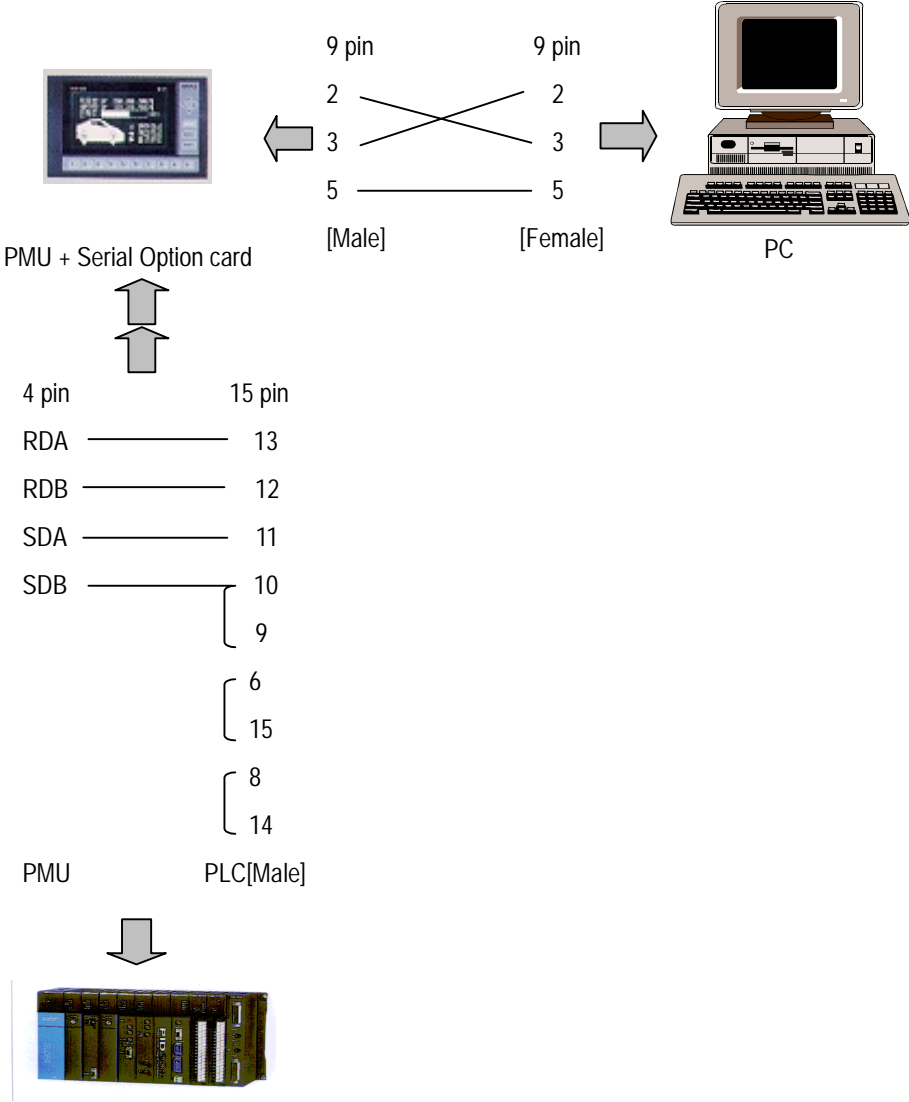 9 pin 9 pin
2 2
3 3
5 5
[Male] [Female]
PC
PMU + Serial Option card
4 pin 15 pin
RDA 13
RDB 12
SDA 11
SDB 10
9
6
15
8
14
PMU PLC[Male]
PID